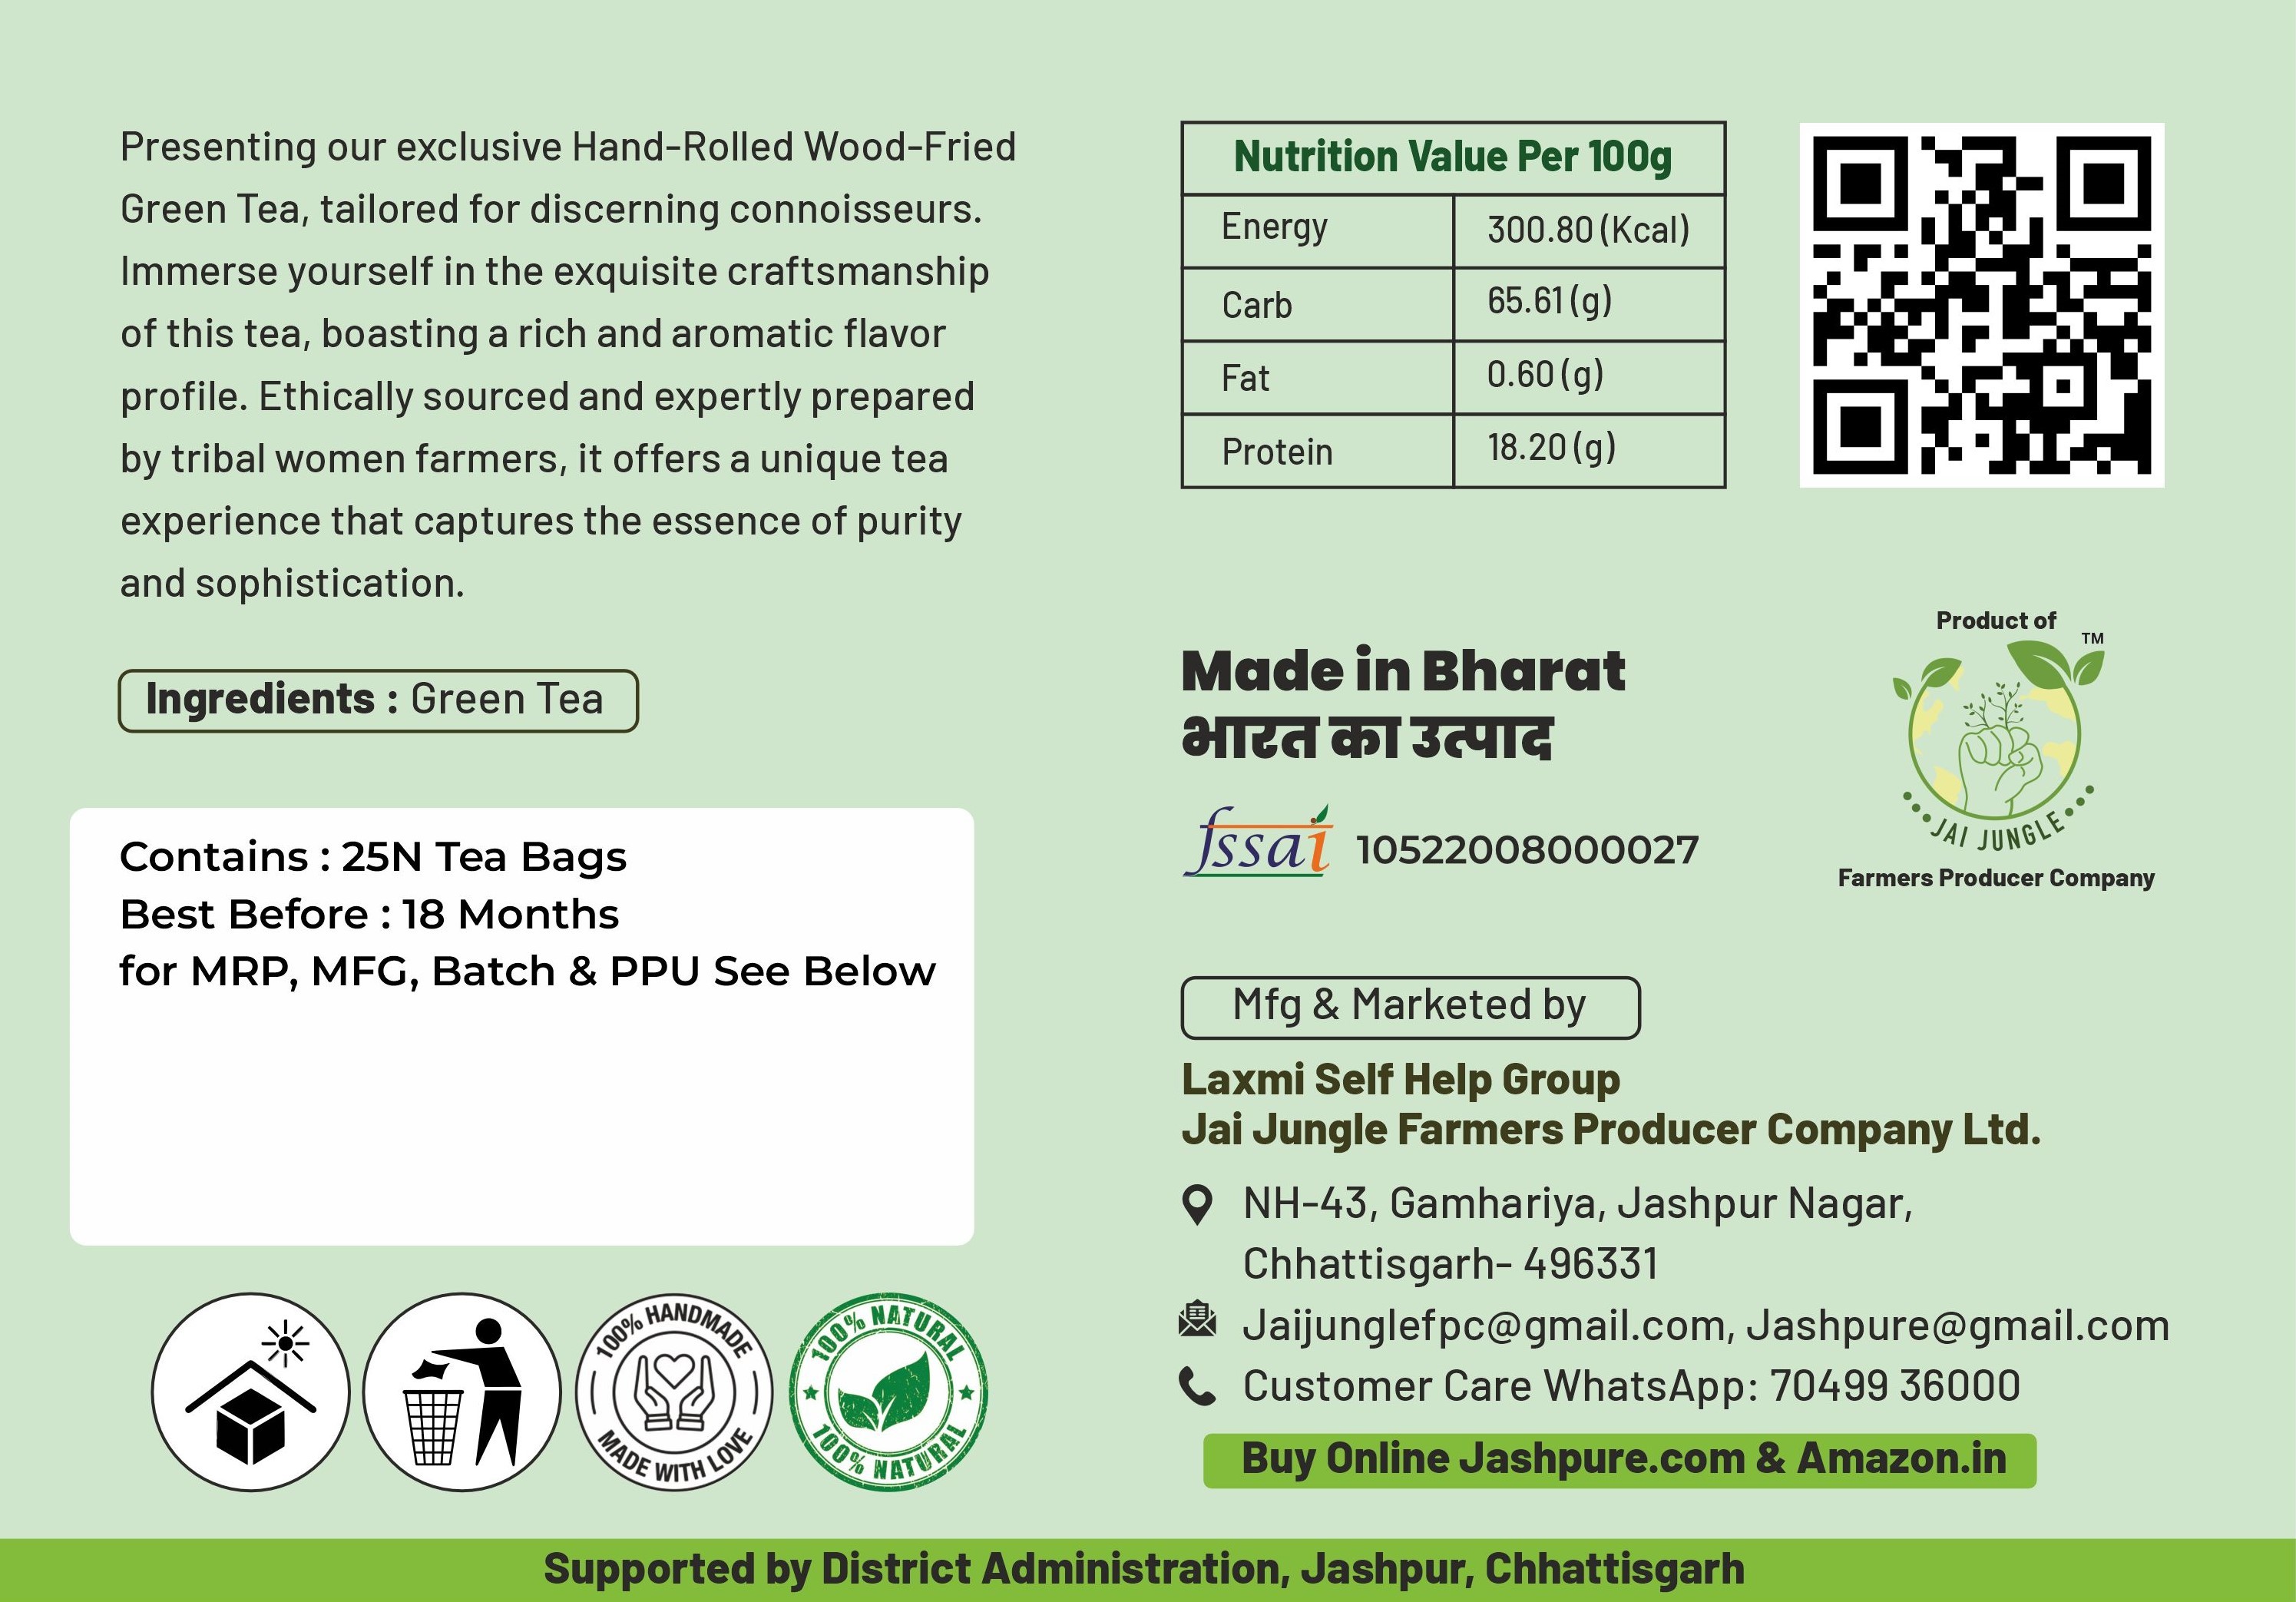 Presenting our exclusive Hand-Rolled Wood-Fried
Green Tea, tailored for discerning connoisseurs.
Immerse yourself in the exquisite craftsmanship
of this tea, boasting a rich and aromatic flavor
profile. Ethically sourced and expertly prepared
by tribal women farmers, it offers a unique tea
experience that captures the essence of purity
and sophistication.
Ingredients : Green Tea
Contains : 25N Tea Bags
Best Before : 18 Months
for MRP, MFG, Batch & PPU See Below
100% HANDMADE
MADE WITH LOVE
100% NATURAL
100% NATURAL
Nutrition Value Per 100g
Energy 300.80 (Kcal)
Carb 65.61 (g)
Fat 0.60 (g)
Protein 18.20 (g)
Made in Bharat
भारत का उत्पाद
fssai 10522008000027
Product of
TM
JAI JUNGLE
Farmers Producer Company
Mfg & Marketed by
Laxmi Self Help Group
Jai Jungle Farmers Producer Company Ltd.
NH-43, Gamhariya, Jashpur Nagar,
Chhattisgarh- 496331
Jaijunglefpc@gmail.com, Jashpure@gmail.com
Customer Care WhatsApp: 70499 36000
Buy Online Jashpure.com & Amazon.in
Supported by District Administration, Jashpur, Chhattisgarh